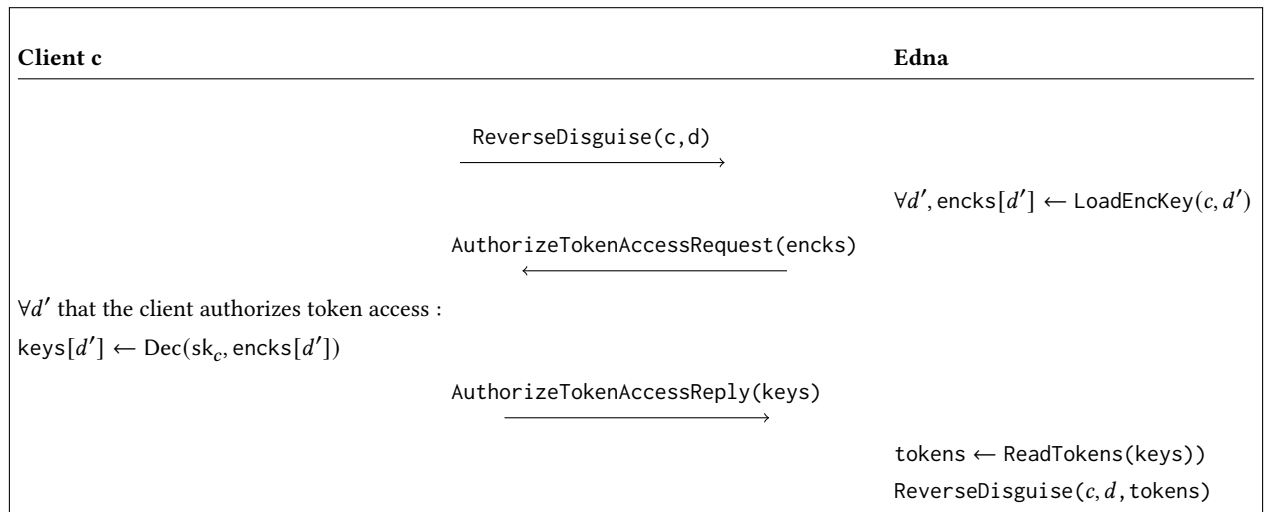 Client c Edna
ReverseDisguise(c,d)
∀d′, encks[d′] ← LoadEncKey(c, d′)
AuthorizeTokenAccessRequest(encks)
∀d′ that the client authorizes token access :
keys[d′] ← Dec(sk_c, encks[d′])
AuthorizeTokenAccessReply(keys)
tokens ← ReadTokens(keys))
ReverseDisguise(c, d ,tokens)